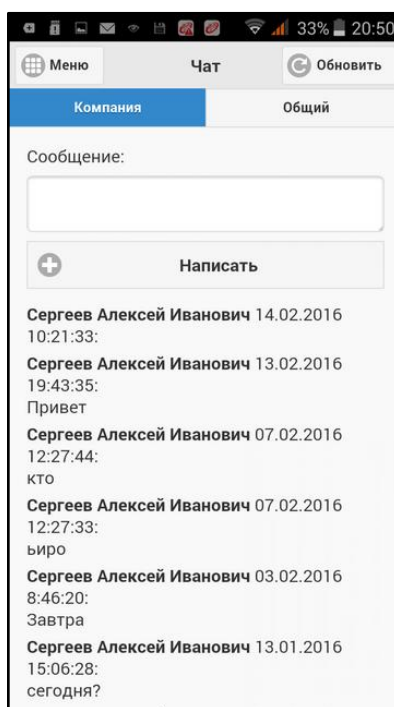 33% 20:50
Меню Чат Обновить
Компания Общий
Сообщение:
Написать
Сергеев Алексей Иванович 14.02.2016
10:21:33:
Сергеев Алексей Иванович 13.02.2016
19:43:35:
Привет
Сергеев Алексей Иванович 07.02.2016
12:27:44:
кто
Сергеев Алексей Иванович 07.02.2016
12:27:33:
ьиро
Сергеев Алексей Иванович 03.02.2016
8:46:20:
Завтра
Сергеев Алексей Иванович 13.01.2016
15:06:28:
сегодня?